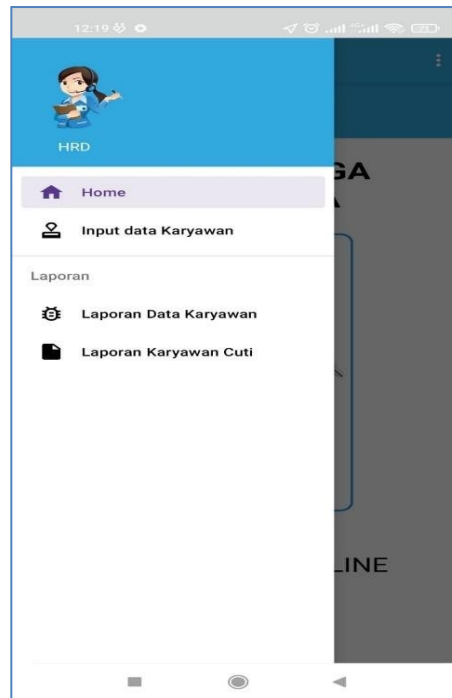 12:19
HRD
Home
Input data Karyawan
Laporan
Laporan Data Karyawan
Laporan Karyawan Cuti
GA
A
LINE